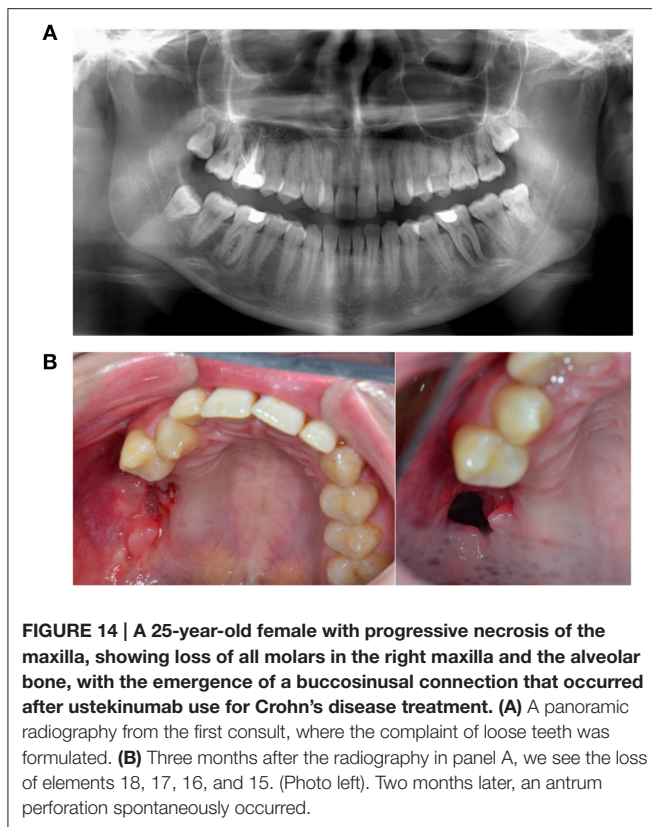 A
B
FIGURE 14 | A 25-year-old female with progressive necrosis of the
maxilla, showing loss of all molars in the right maxilla and the alveolar
bone, with the emergence of a buccosinusal connection that occurred
after ustekinumab use for Crohn’s disease treatment. (A) A panoramic
radiography from the first consult, where the complaint of loose teeth was
formulated. (B) Three months after the radiography in panel A, we see the loss
of elements 18, 17, 16, and 15. (Photo left). Two months later, an antrum
perforation spontaneously occurred.